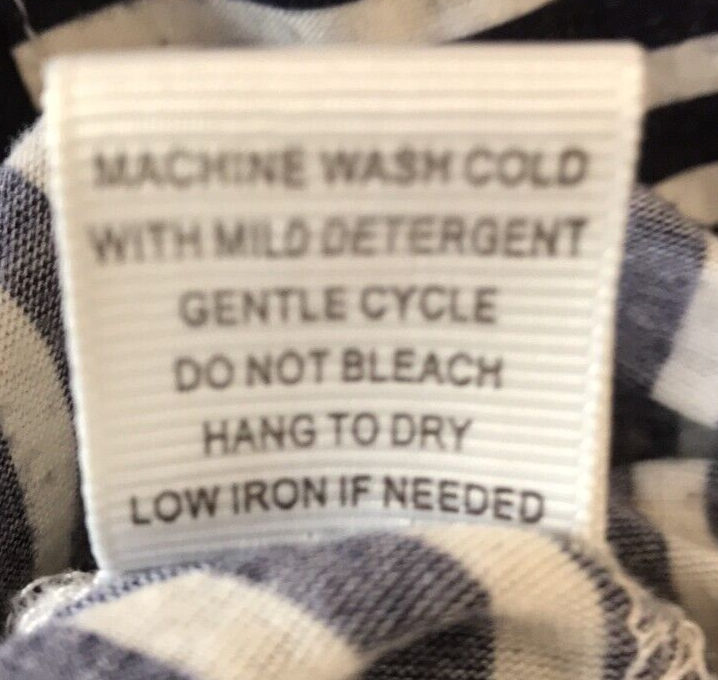 MACHINE WASH COLD
WITH MILD DETERGENT
GENTLE CYCLE
DO NOT BLEACH
HANG TO DRY
LOW IRON IF NEEDED